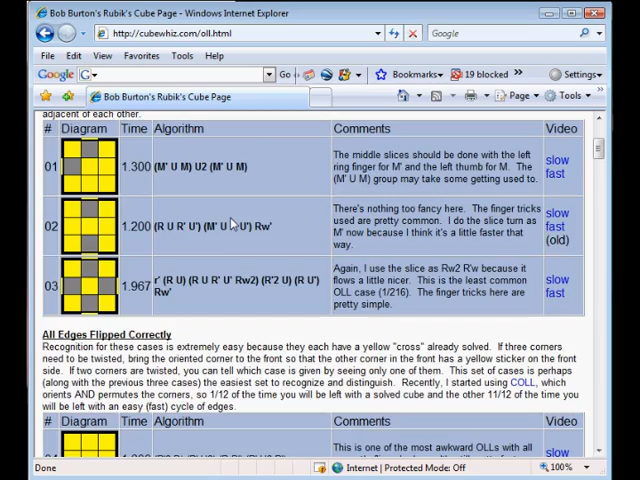 Bob Burton's Rubik's Cube Page - Windows Internet Explorer
http://cubewhiz.com/oll.html
Google
File Edit View Favorites Tools Help
Google G Go Bookmarks 19 blocked » Settings
Bob Burton's Rubik's Cube Page Page Tools »
adjacent of each other.
# Diagram Time Algorithm Comments Video
01 1.300 (M' U M) U2 (M' U M)
The middle slices should be done with the left
ring finger for M' and the left thumb for M. The
(M' U M) group may take some getting used to.
slow
fast
02 1.200 (R U R' U') (M' U U') Rw'
There's nothing too fancy here. The finger tricks
used are pretty common. I do the slice turn as
M' now because I think it's a little faster that
way.
slow
fast
(old)
03 1.967 r' (R U) (R U R' U' Rw2) (R'2 U) (R U')
Rw'
Again, I use the slice as Rw2 R'w because it
flows a little nicer. This is the least common
OLL case (1/216). The finger tricks here are
pretty simple.
slow
fast
All Edges Flipped Correctly
Recognition for these cases is extremely easy because they each have a yellow "cross" already solved. If three corners
need to be twisted, bring the oriented corner to the front so that the other corner in the front has a yellow sticker on the front
side. If two corners are twisted, you can tell which case is given by seeing only one of them. This set of cases is perhaps
(along with the previous three cases) the easiest set to recognize and distinguish. Recently, I started using COLL, which
orients AND permutes the corners, so 1/12 of the time you will be left with a solved cube and the other 11/12 of the time you
will be left with an easy (fast) cycle of edges.
# Diagram Time Algorithm Comments Video
This is one of the most awkward OLLs with all
slow
Done Internet | Protected Mode: Off 100%